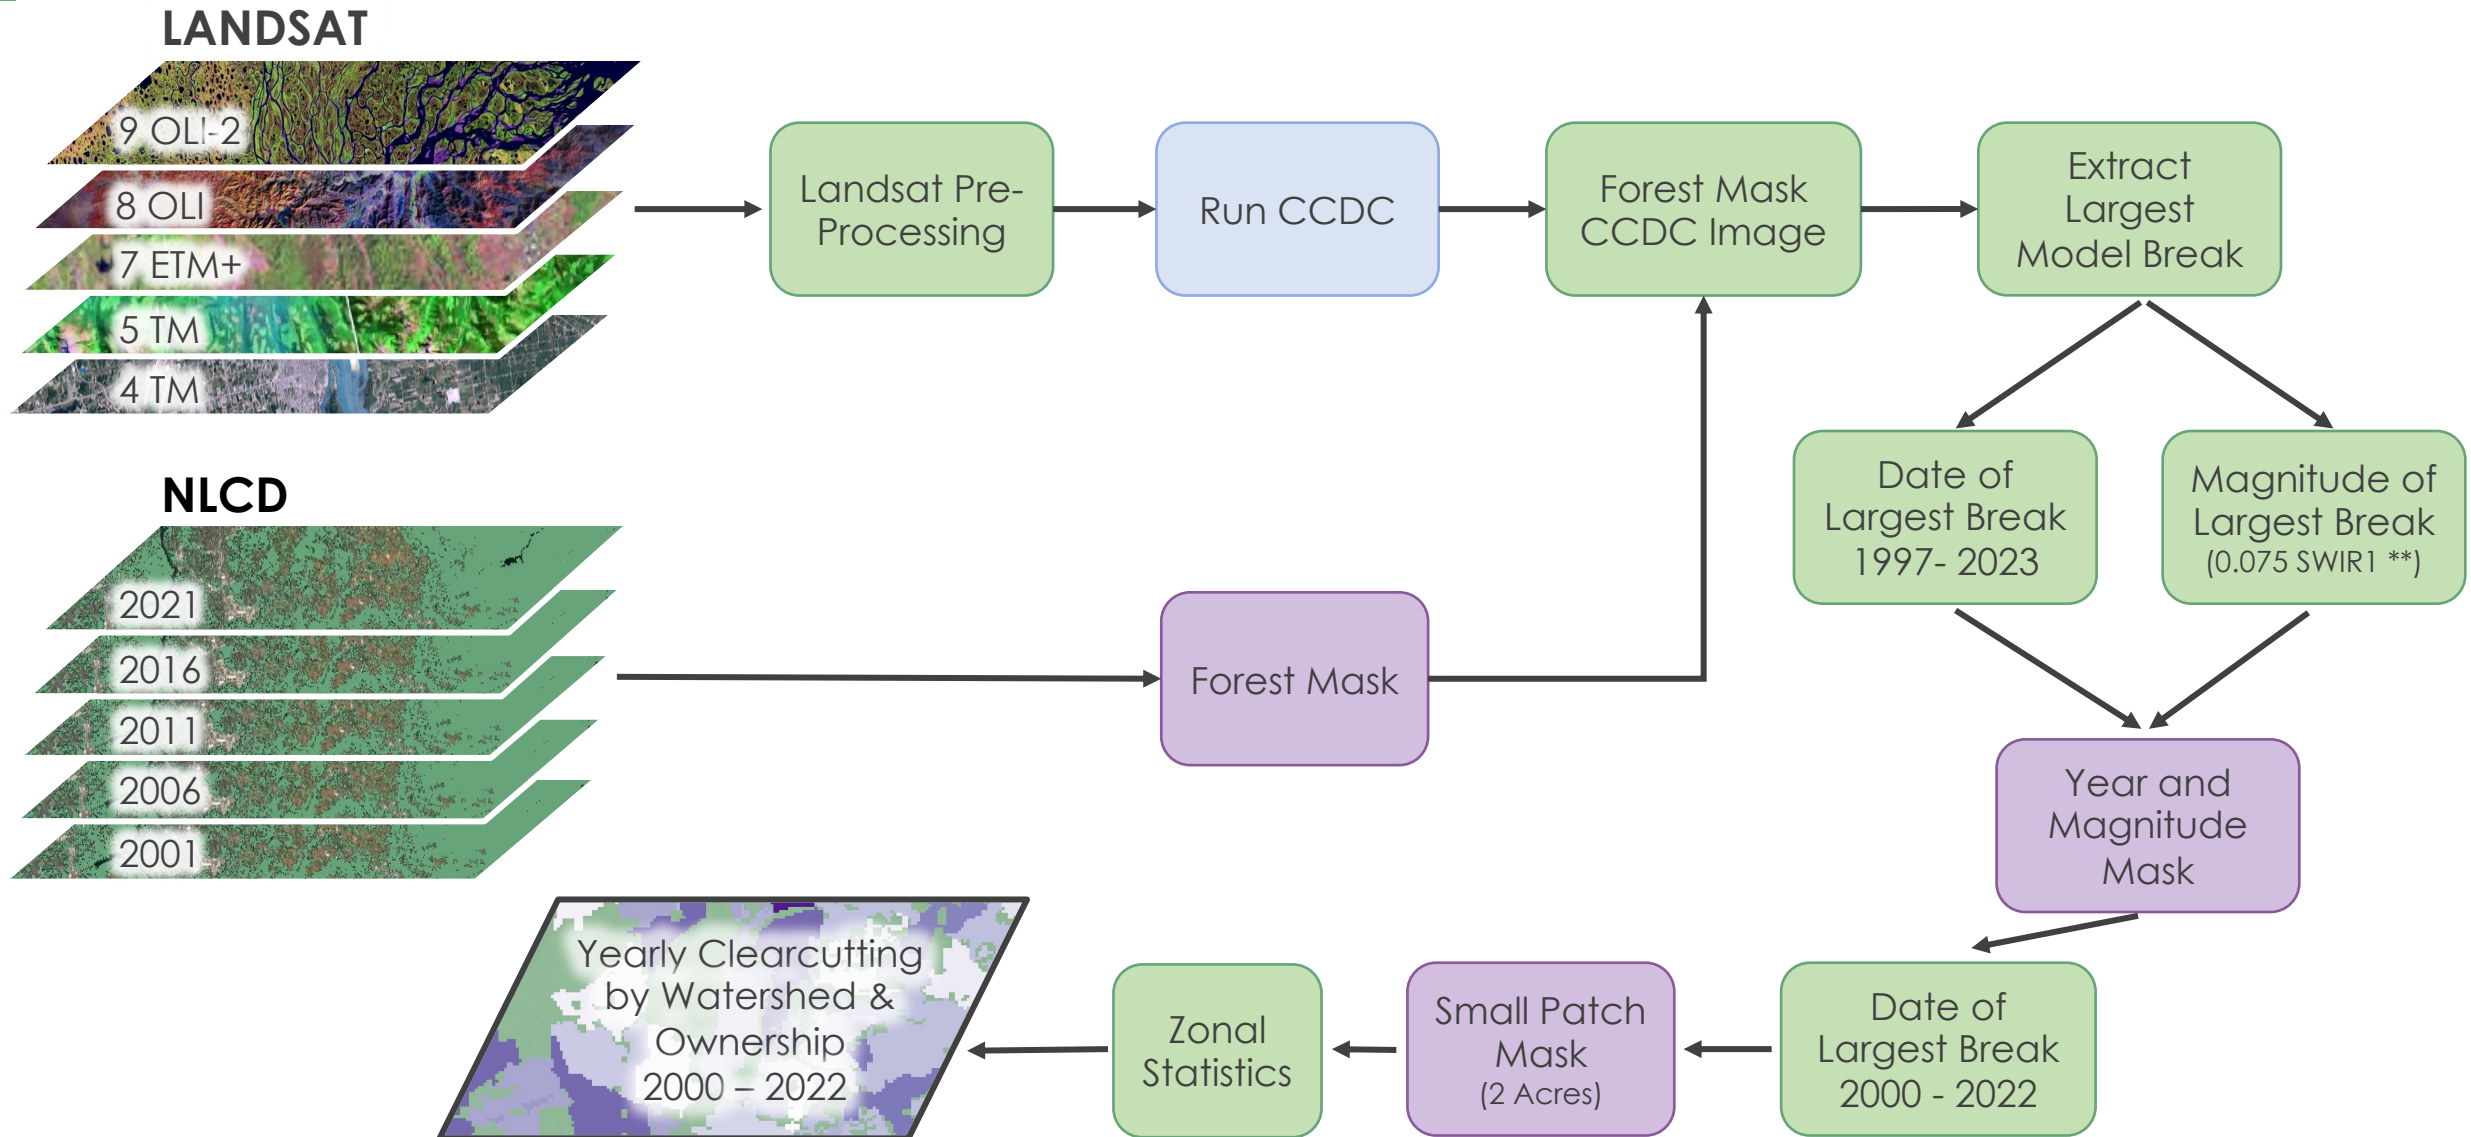 LANDSAT
9 OLI-2
8 OLI
7 ETM+
5 TM
4 TM
Landsat Pre-
Processing
Run CCDC
Forest Mask
CCDC Image
Extract
Largest
Model Break
Date of
Largest Break
1997- 2023
Magnitude of
Largest Break
(0.075 SWIR1 **)
NLCD
2021
2016
2011
2006
2001
Forest Mask
Year and
Magnitude
Mask
Date of
Largest Break
2000 - 2022
Small Patch
Mask
(2 Acres)
Zonal
Statistics
Yearly Clearcutting
by Watershed &
Ownership
2000 – 2022